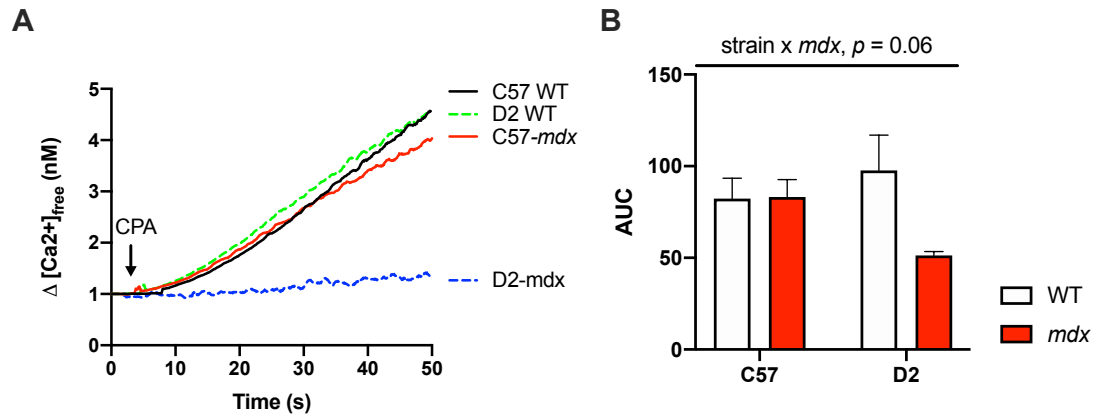 A
Δ [Ca2+]free (nM)
5
4
3
2
1
0
CPA
C57 WT
D2 WT
C57-mdx
D2-mdx
0 10 20 30 40 50
Time (s)
B
strain x mdx, p = 0.06
AUC
150
100
50
0
C57 D2
WT
mdx